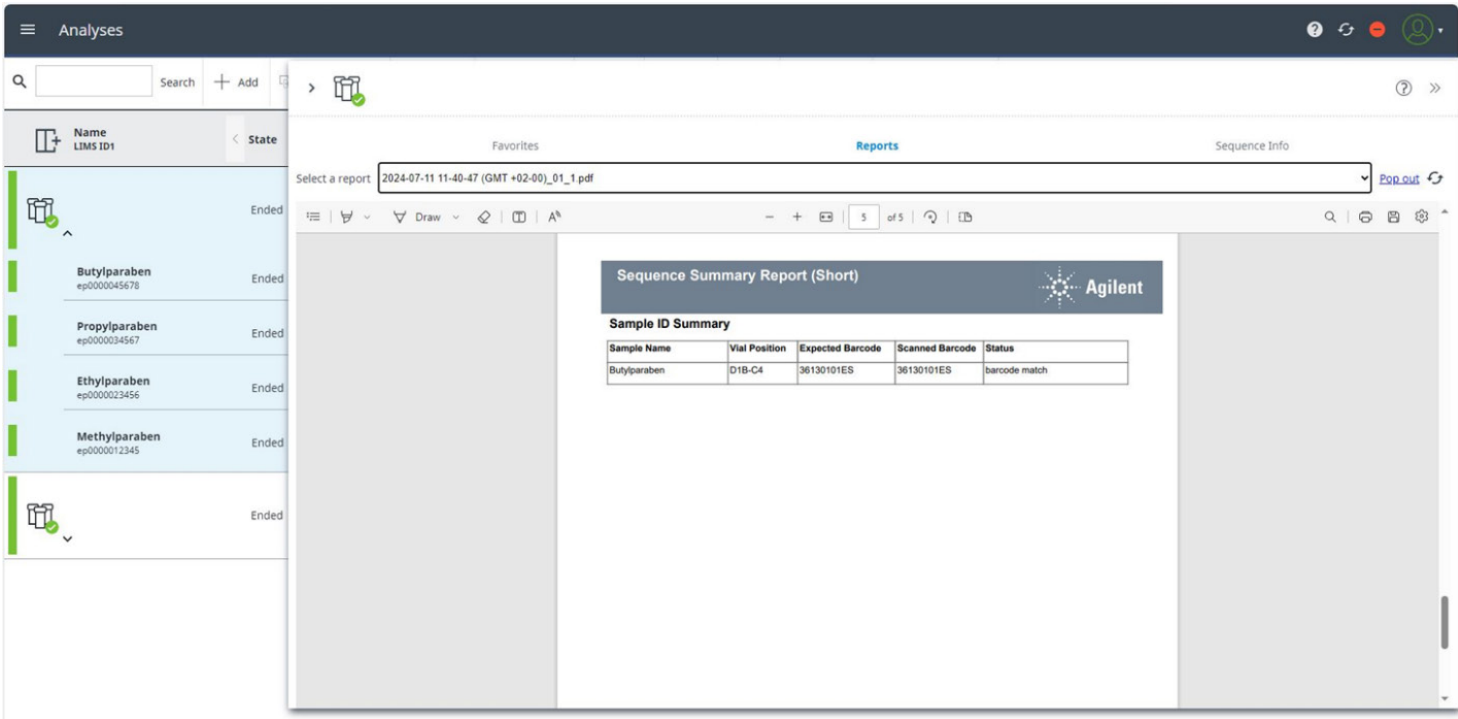 Analyses
Search Add
Name
LIMS ID1
State
Ended
Butylparaben
ep0000045678
Ended
Propylparaben
ep0000034567
Ended
Ethylparaben
ep0000023456
Ended
Methylparaben
ep0000012345
Ended
Ended
Favorites Reports Sequence Info
Select a report 2024-07-11 11-40-47 (GMT +02-00)_01_1.pdf Pop out
Draw 5 of 5
Sequence Summary Report (Short) Agilent
Sample ID Summary
Sample Name Vial Position Expected Barcode Scanned Barcode Status
Butylparaben D1B-C4 36130101ES 36130101ES barcode match